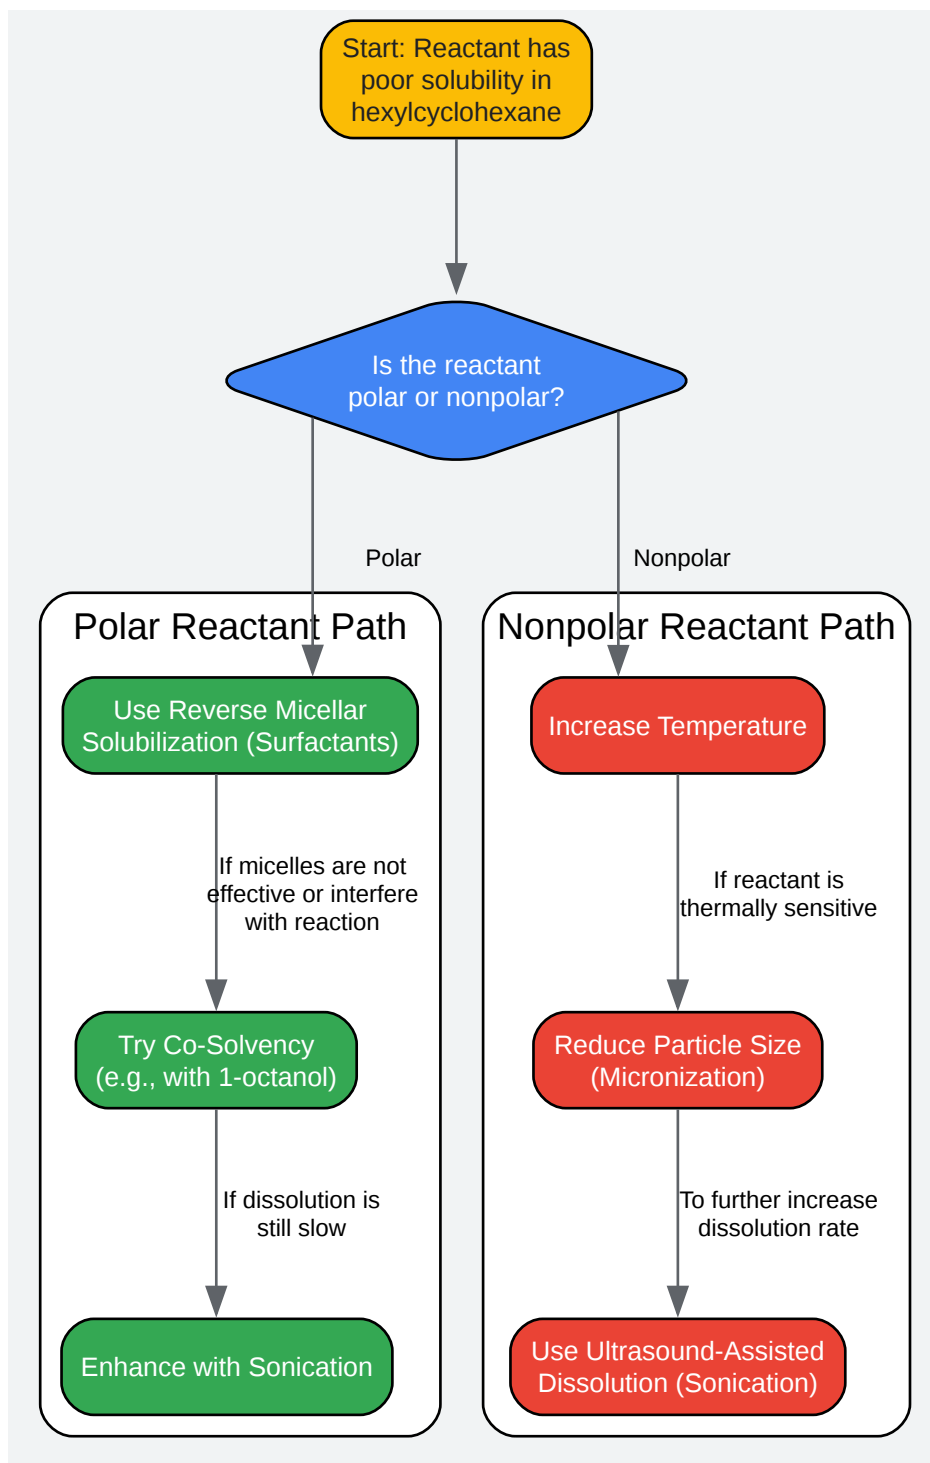 Start: Reactant has
poor solubility in
hexylcyclohexane
Is the reactant
polar or nonpolar?
Polar
Nonpolar
Polar Reactant Path
Use Reverse Micellar
Solubilization (Surfactants)
If micelles are not
effective or interfere
with reaction
Try Co-Solvency
(e.g., with 1-octanol)
If dissolution is
still slow
Enhance with Sonication
Nonpolar Reactant Path
Increase Temperature
If reactant is
thermally sensitive
Reduce Particle Size
(Micronization)
To further increase
dissolution rate
Use Ultrasound-Assisted
Dissolution (Sonication)